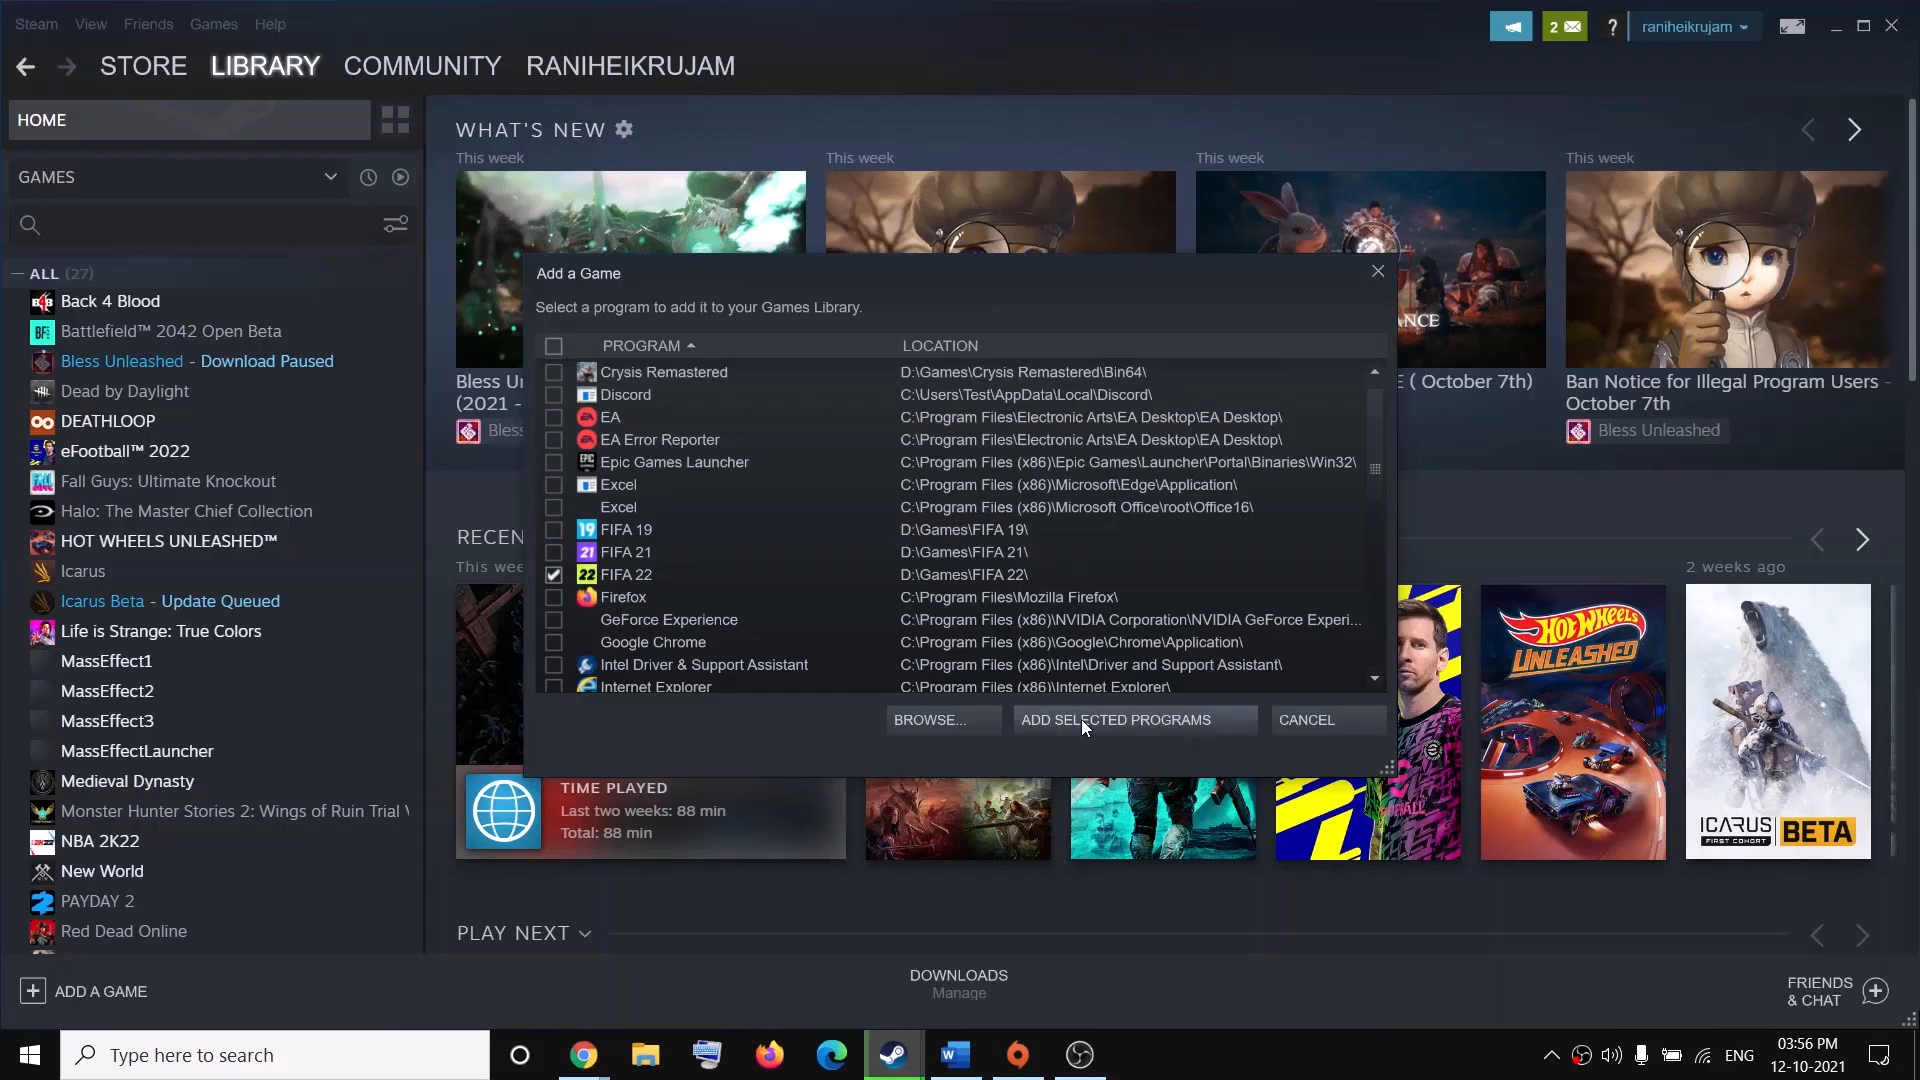 Steam View Friends Games Help
2
?
raniheikrujam
STORE LIBRARY COMMUNITY RANIHEIKRUJAM
HOME
GAMES
ALL (27)
Back 4 Blood
Battlefield™ 2042 Open Beta
Bless Unleashed - Download Paused
Dead by Daylight
DEATHLOOP
eFootball™ 2022
Fall Guys: Ultimate Knockout
Halo: The Master Chief Collection
HOT WHEELS UNLEASHED™
Icarus
Icarus Beta - Update Queued
Life is Strange: True Colors
MassEffect1
MassEffect2
MassEffect3
MassEffectLauncher
Medieval Dynasty
Monster Hunter Stories 2: Wings of Ruin Trial
NBA 2K22
New World
PAYDAY 2
Red Dead Online
WHAT'S NEW
This week This week This week This week
NCE
Bless Ur
(2021 -
Bless
E ( October 7th)
Ban Notice for Illegal Program Users -
October 7th
Bless Unleashed
Add a Game
Select a program to add it to your Games Library.
PROGRAM LOCATION
Crysis Remastered D:\Games\Crysis Remastered\Bin64\
Discord C:\Users\Test\AppData\Local\Discord\
EA C:\Program Files\Electronic Arts\EA Desktop\EA Desktop\
EA Error Reporter C:\Program Files\Electronic Arts\EA Desktop\EA Desktop\
Epic Games Launcher C:\Program Files (x86)\Epic Games\Launcher\Portal\Binaries\Win32\
Excel C:\Program Files (x86)\Microsoft\Edge\Application\
Excel C:\Program Files (x86)\Microsoft Office\root\Office16\
19 FIFA 19 D:\Games\FIFA 19\
21 FIFA 21 D:\Games\FIFA 21\
22 FIFA 22 D:\Games\FIFA 22\
Firefox C:\Program Files\Mozilla Firefox\
GeForce Experience C:\Program Files (x86)\NVIDIA Corporation\NVIDIA GeForce Experi...
Google Chrome C:\Program Files (x86)\Google\Chrome\Application\
Intel Driver & Support Assistant C:\Program Files (x86)\Intel\Driver and Support Assistant\
Internet Explorer C:\Program Files (x86)\Internet Explorer\
BROWSE... ADD SELECTED PROGRAMS CANCEL
RECEN
This wee
2 weeks ago
HOT WHEELS
UNLEASHED
ICARUS BETA
FIRST COHORT
TIME PLAYED
Last two weeks: 88 min
Total: 88 min
PLAY NEXT
ADD A GAME
DOWNLOADS
Manage
FRIENDS
& CHAT
Type here to search
ENG
03:56 PM
12-10-2021